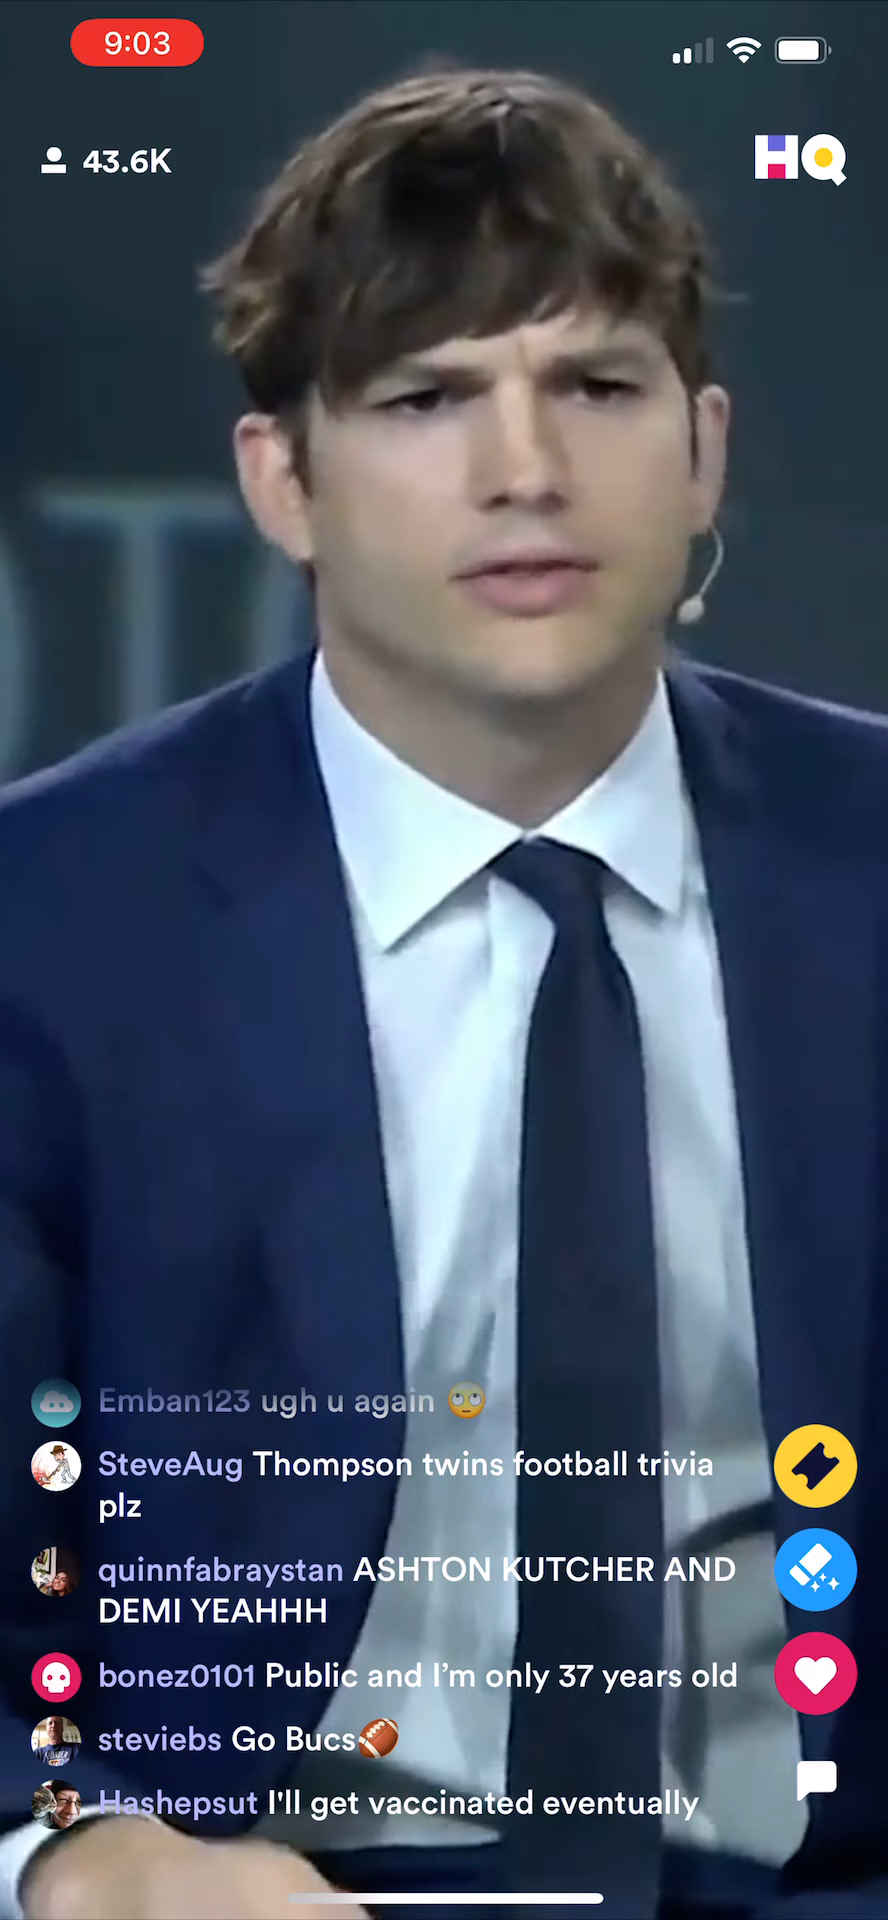 9:03
43.6K
HQ
Emban123 ugh u again 🙄
SteveAug Thompson twins football trivia
plz
quinnfabraystan ASHTON KUTCHER AND
DEMI YEAHHH
bonez0101 Public and I'm only 37 years old
steviebs Go Bucs🏈
Hashepsut I'll get vaccinated eventually